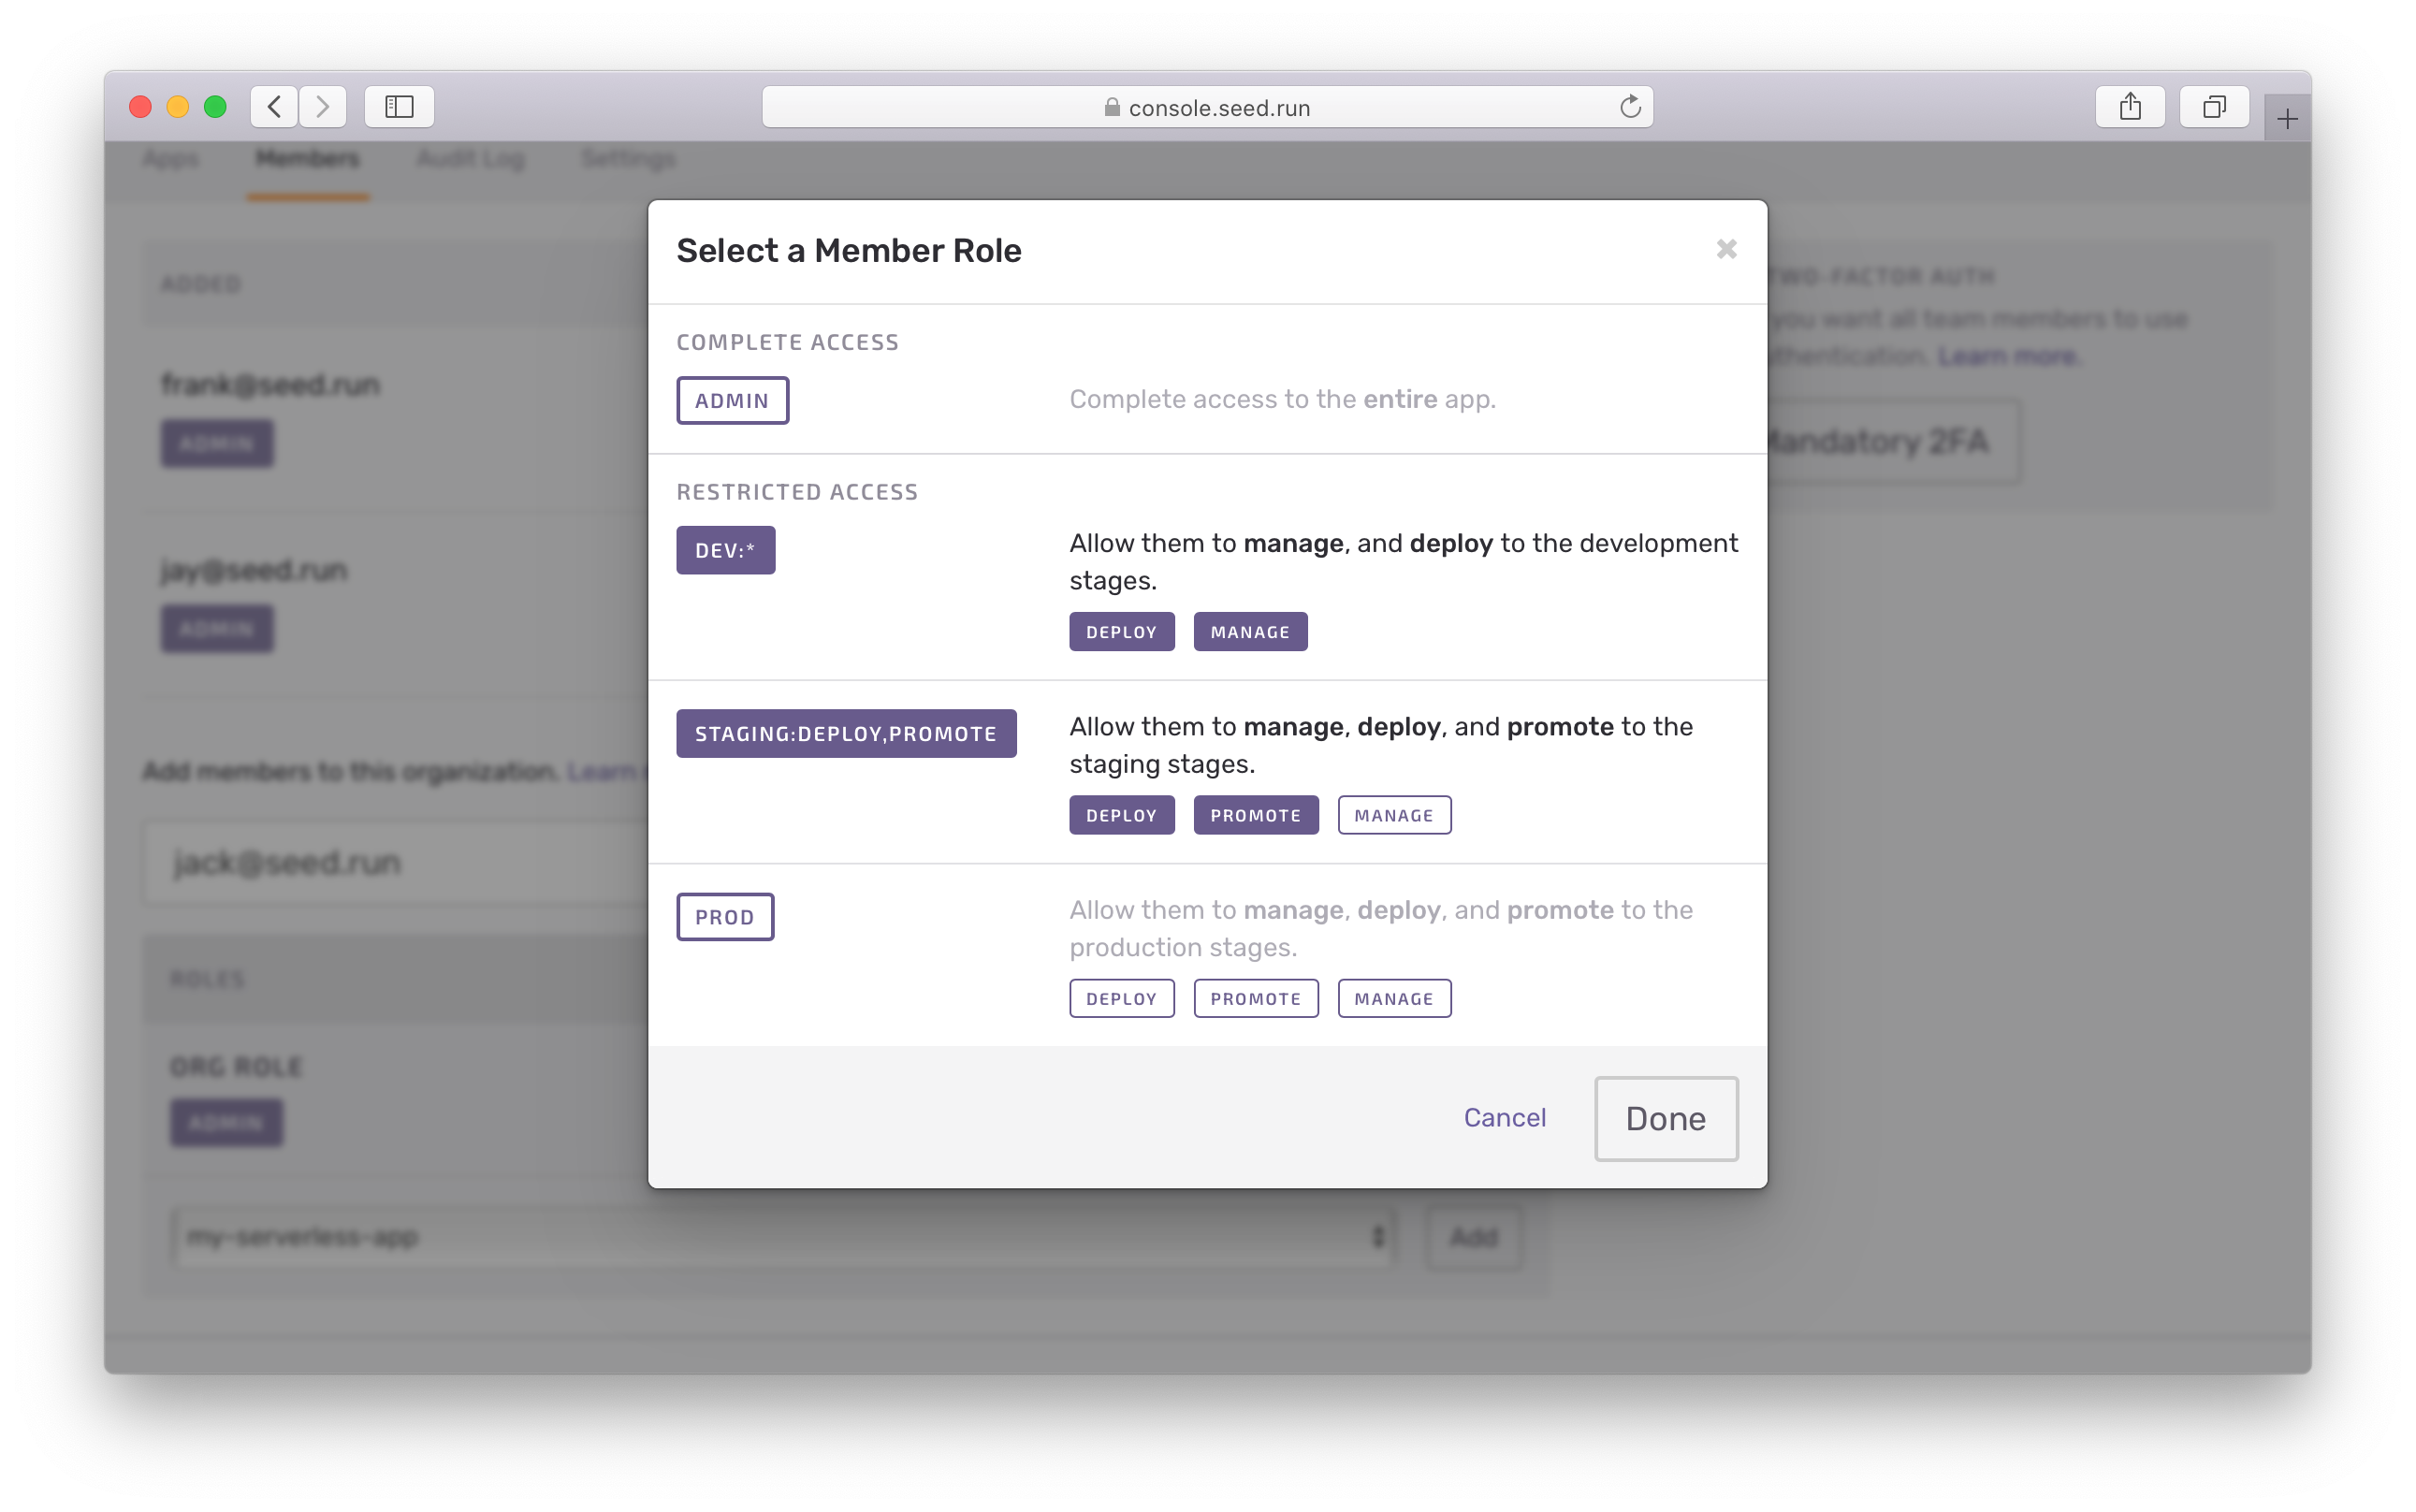 console.seed.run
Apps Members Audit Log Settings
Select a Member Role
COMPLETE ACCESS
ADMIN Complete access to the entire app.
RESTRICTED ACCESS
DEV:* Allow them to manage, and deploy to the development
stages.
DEPLOY MANAGE
STAGING:DEPLOY,PROMOTE Allow them to manage, deploy, and promote to the
staging stages.
DEPLOY PROMOTE MANAGE
PROD Allow them to manage, deploy, and promote to the
production stages.
DEPLOY PROMOTE MANAGE
Cancel Done
ADDED
frank@seed.run
ADMIN
jay@seed.run
ADMIN
Add members to this organization. Learn
jack@seed.run
ROLES
ORG ROLE
ADMIN
my-serverless-app Add
TWO-FACTOR AUTH
you want all team members to use
Learn more.
Mandatory 2FA